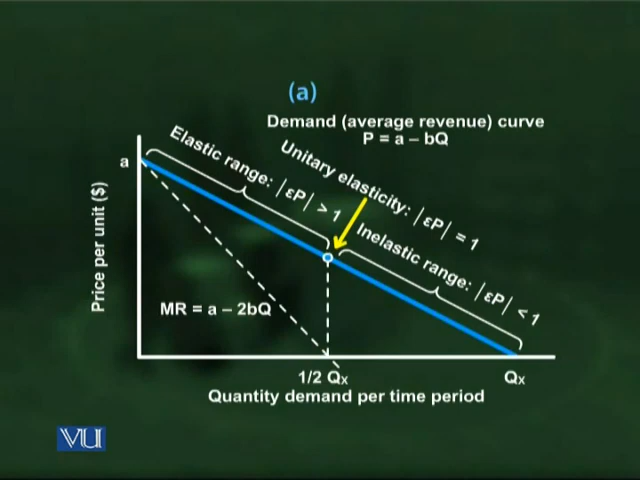 (a)
Demand (average revenue) curve
P = a – bQ
Elastic range: |εP| > 1
Unitary elasticity: |εP| = 1
Inelastic range: |εP| < 1
a
Price per unit ($)
MR = a – 2bQ
1/2 Qx
Qx
Quantity demand per time period
VU